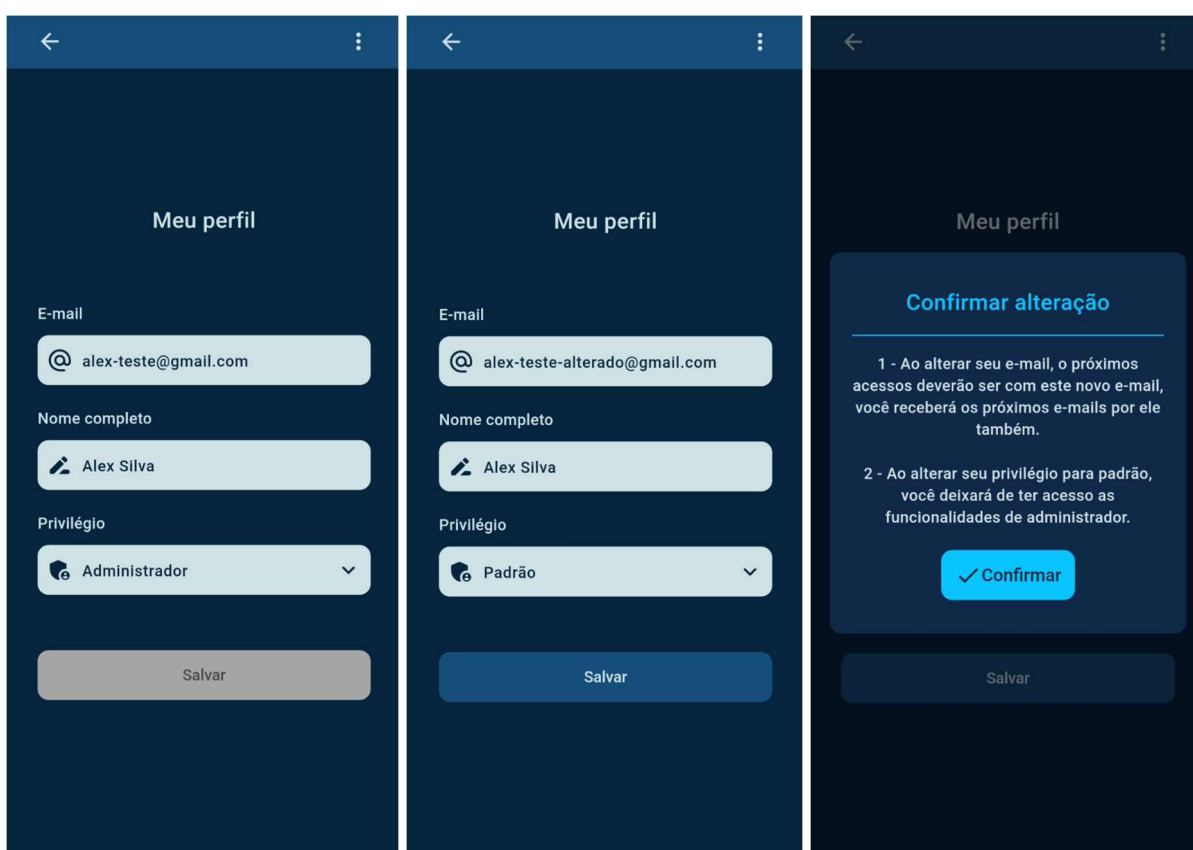 Meu perfil
E-mail
alex-teste@gmail.com
Nome completo
Alex Silva
Privilégio
Administrador
Salvar
Meu perfil
E-mail
alex-teste-alterado@gmail.com
Nome completo
Alex Silva
Privilégio
Padrão
Salvar
Meu perfil
Confirmar alteração
1 - Ao alterar seu e-mail, o próximos
acessos deverão ser com este novo e-mail,
você receberá os próximos e-mails por ele
também.
2 - Ao alterar seu privilégio para padrão,
você deixará de ter acesso as
funcionalidades de administrador.
Confirmar
Salvar